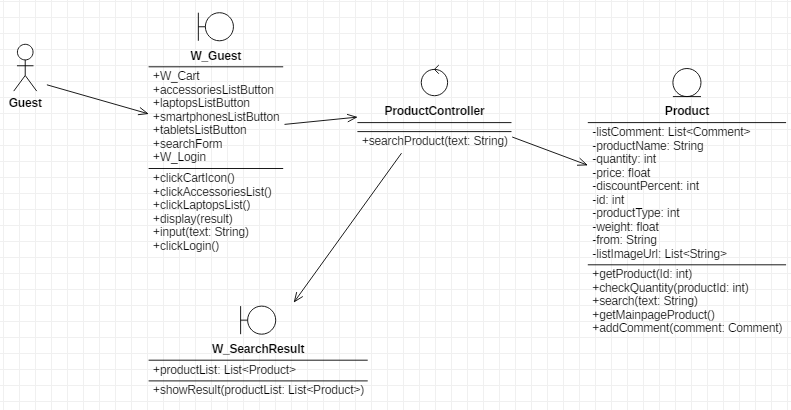 Guest
W_Guest
+W_Cart
+accessoriesListButton
+laptopsListButton
+smartphonesListButton
+tabletsListButton
+searchForm
+W_Login
+clickCartIcon()
+clickAccessoriesList()
+clickLaptopsList()
+display(result)
+input(text: String)
+clickLogin()
ProductController
+searchProduct(text: String)
Product
-listComment: List<Comment>
-productName: String
-quantity: int
-price: float
-discountPercent: int
-id: int
-productType: int
-weight: float
-from: String
-listImageUrl: List<String>
+getProduct(Id: int)
+checkQuantity(productId: int)
+search(text: String)
+getMainpageProduct()
+addComment(comment: Comment)
W_SearchResult
+productList: List<Product>
+showResult(productList: List<Product>)